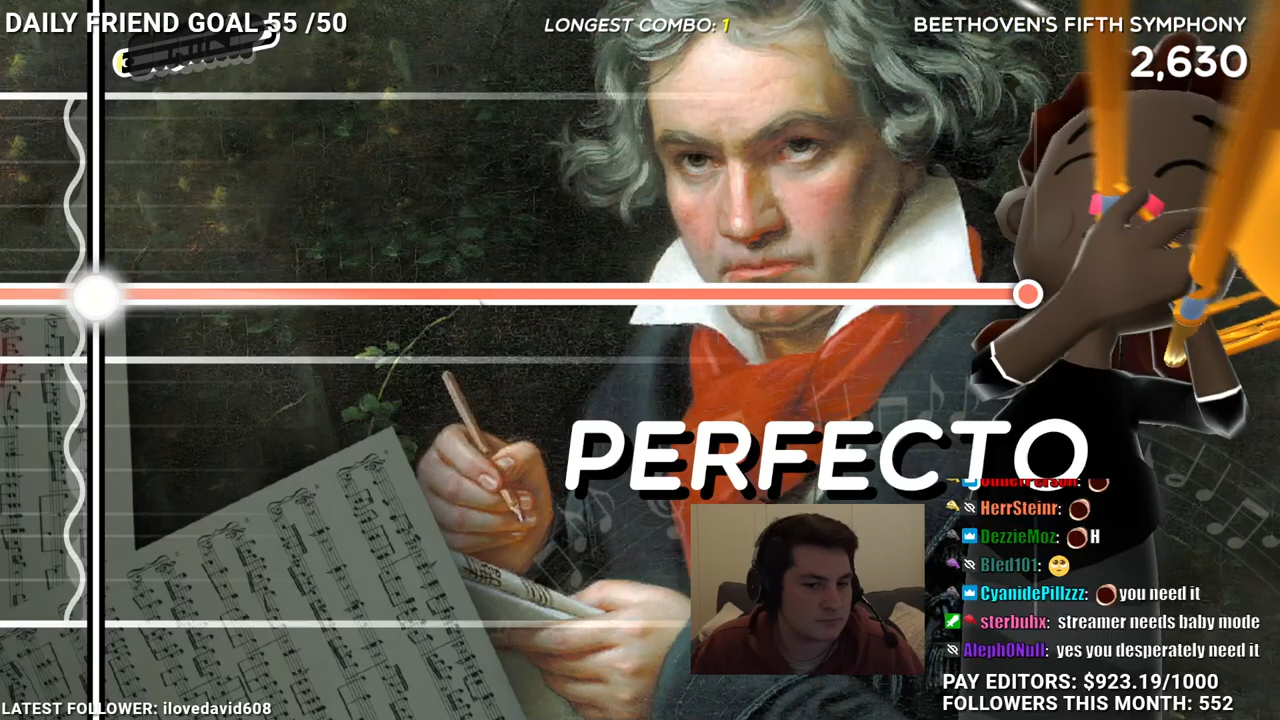 DAILY FRIEND GOAL 55 /50
LONGEST COMBO: 1
BEETHOVEN'S FIFTH SYMPHONY
2,630
PERFECTO
HerrSteinr:
DezzieMoz: H
Bled101:
CyanidePillzzz: you need it
sterbuhx: streamer needs baby mode
Aleph0Null: yes you desperately need it
PAY EDITORS: $923.19/1000
FOLLOWERS THIS MONTH: 552
LATEST FOLLOWER: ilovedavid608